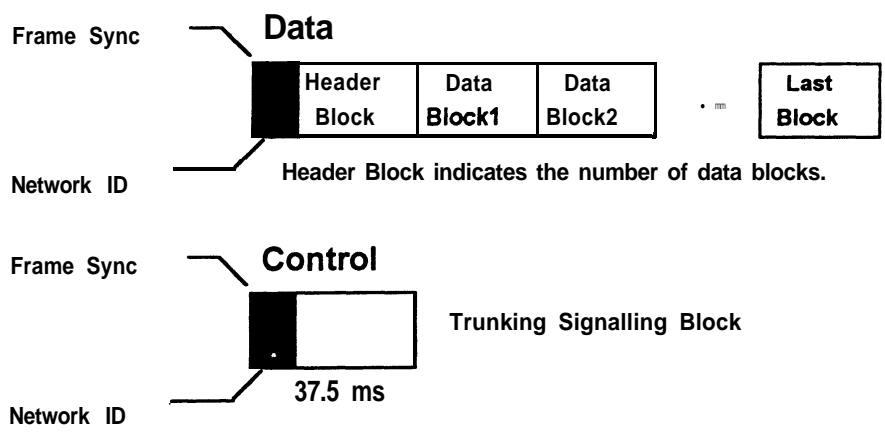 Frame Sync
Data
Header Block
Data Block1
Data Block2
Last Block
Network ID
Header Block indicates the number of data blocks.
Frame Sync
Control
Trunking Signalling Block
37.5 ms
Network ID